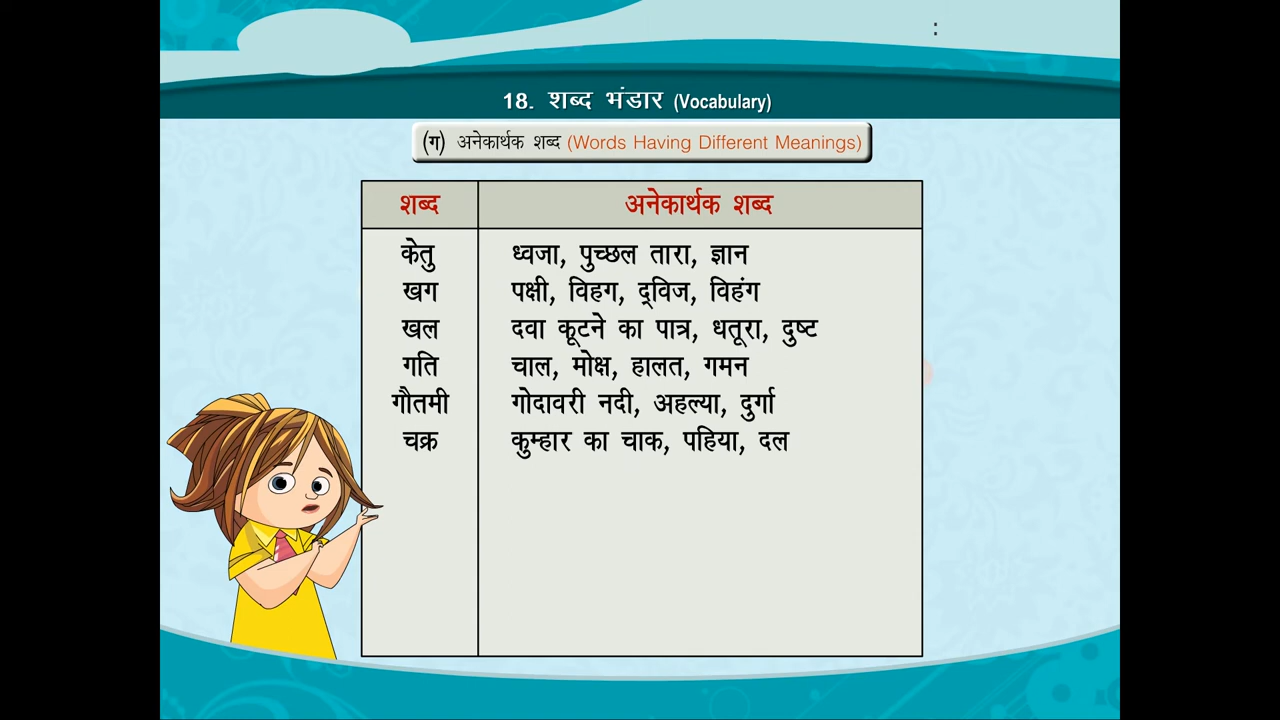 :
18. शब्द भंडार (Vocabulary)
(ग) अनेकार्थक शब्द (Words Having Different Meanings)
शब्द अनेकार्थक शब्द
केतु ध्वजा, पुच्छल तारा, ज्ञान
खग पक्षी, विहग, द्‌विज, विहंग
खल दवा कूटने का पात्र, धतूरा, दुष्ट
गति चाल, मोक्ष, हालत, गमन
गौतमी गोदावरी नदी, अहल्या, दुर्गा
चक्र कुम्हार का चाक, पहिया, दल